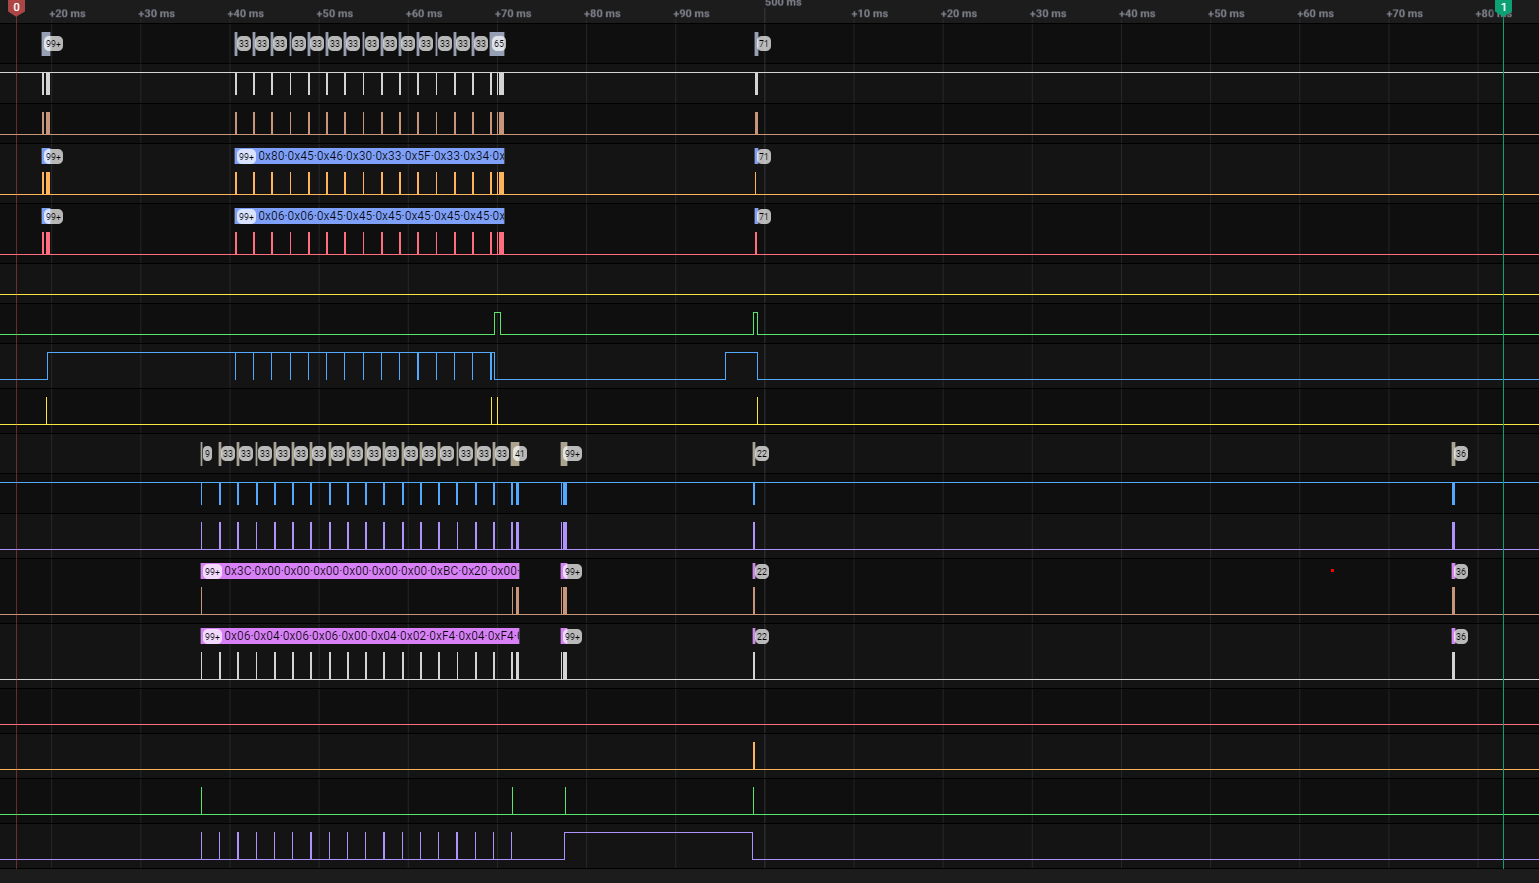 0 +20 ms +30 ms +40 ms +50 ms +60 ms +70 ms +80 ms +90 ms 500 ms +10 ms +20 ms +30 ms +40 ms +50 ms +60 ms +70 ms +80 1
99+ 33 33 33 33 33 33 33 33 33 33 33 33 33 33 65 71
99+ 99+ 0x80·0x45·0x46·0x30·0x33·0x5F·0x33·0x34·0x 71
99+ 99+ 0x06·0x06·0x45·0x45·0x45·0x45·0x45·0x45·0x 71
9 33 33 33 33 33 33 33 33 33 33 33 33 33 33 33 33 41 99+ 22 36
99+ 0x3C·0x00·0x00·0x00·0x00·0x00·0x00·0xBC·0x20·0x00· 99+ 22 36
99+ 0x06·0x04·0x06·0x06·0x00·0x04·0x02·0xF4·0x04·0xF4· 99+ 22 36